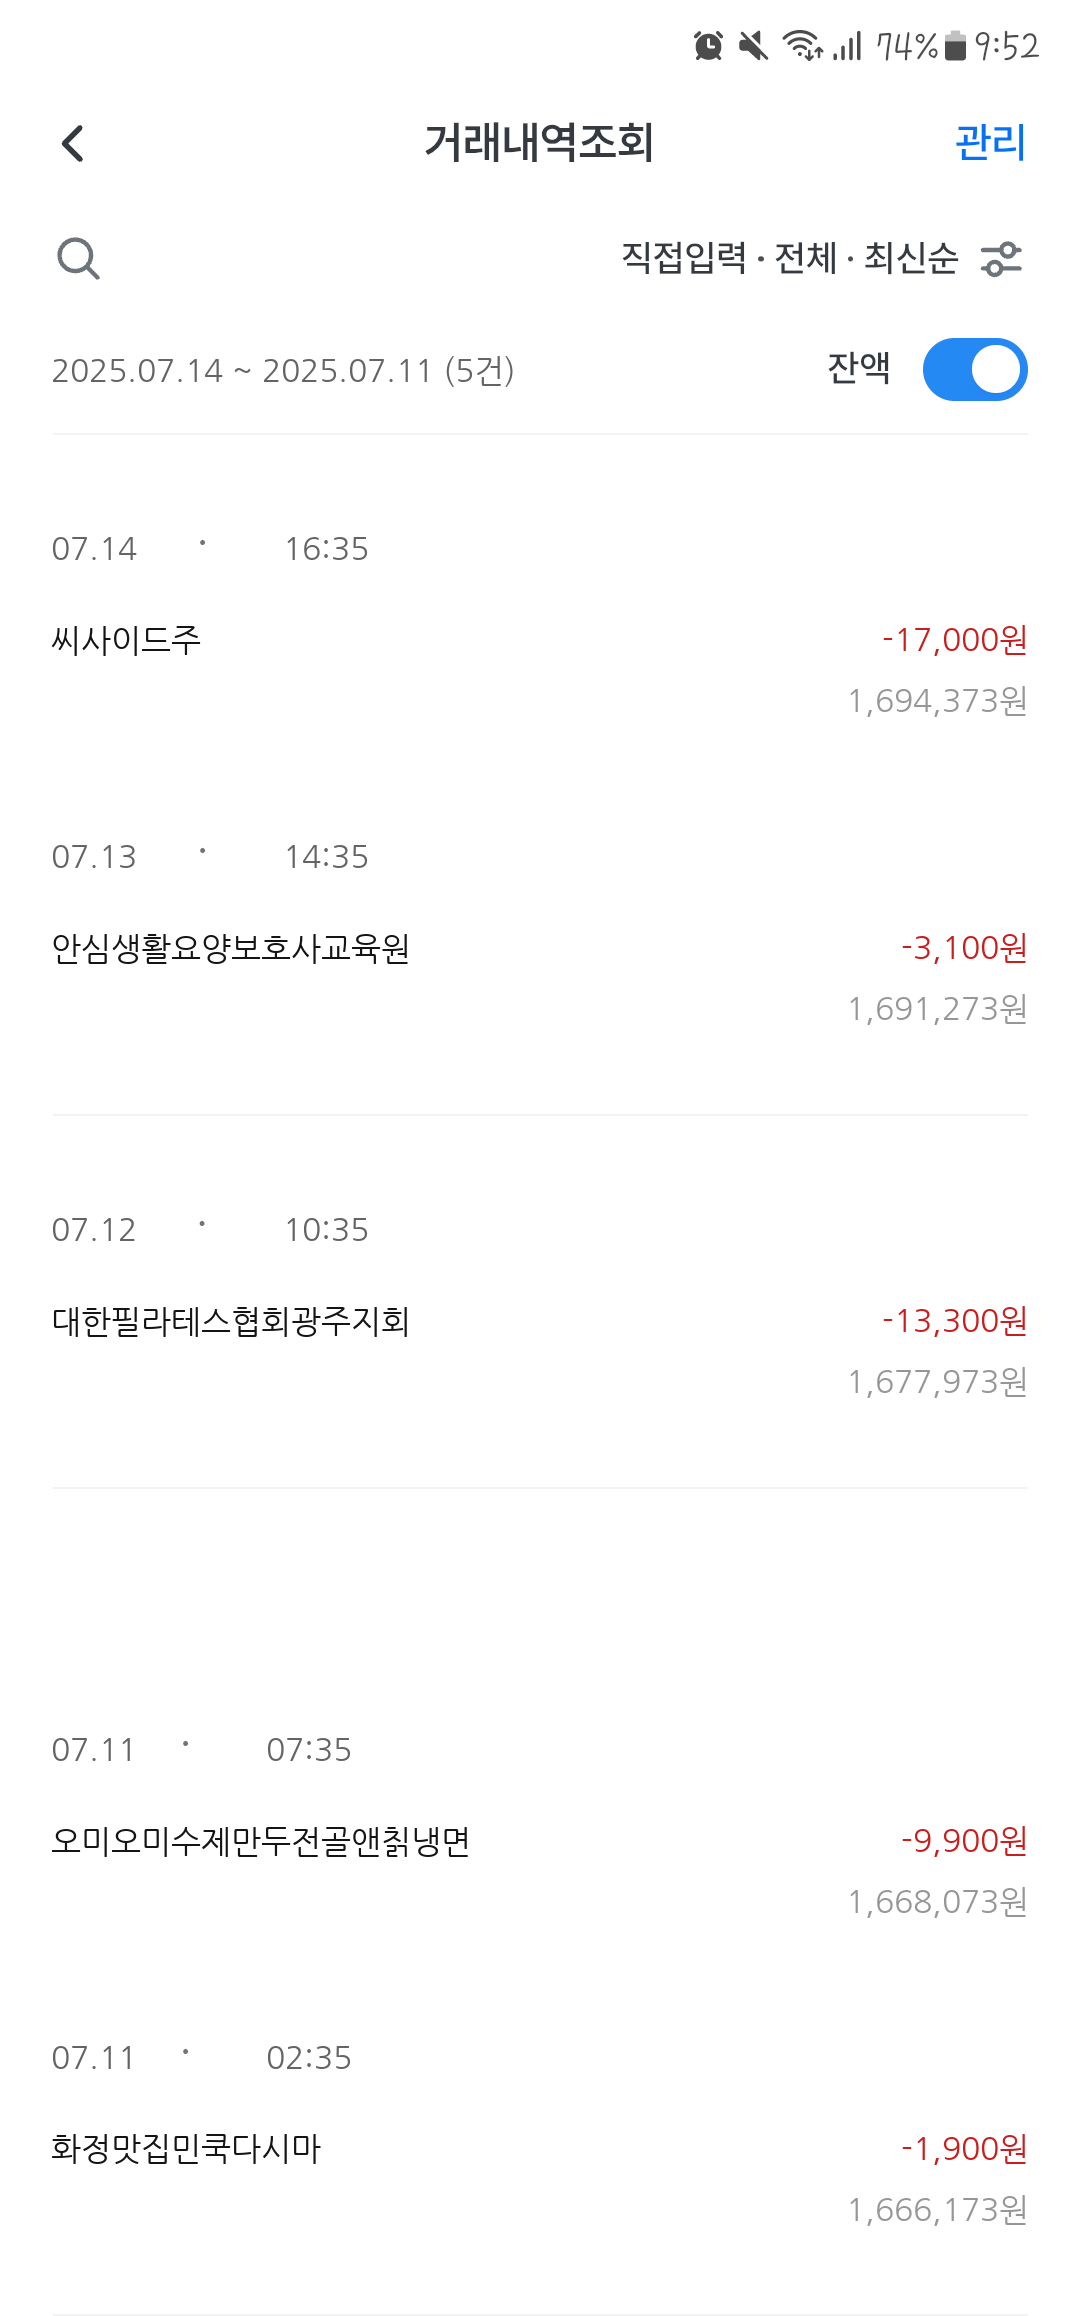 74% 9:52
거래내역조회 관리
직접입력 · 전체 · 최신순
2025.07.14 ~ 2025.07.11 (5건) 잔액
07.14 · 16:35
씨사이드주 -17,000원
1,694,373원
07.13 · 14:35
안심생활요양보호사교육원 -3,100원
1,691,273원
07.12 · 10:35
대한필라테스협회광주지회 -13,300원
1,677,973원
07.11 · 07:35
오미오미수제만두전골앤칡냉면 -9,900원
1,668,073원
07.11 · 02:35
화정맛집민쿡다시마 -1,900원
1,666,173원